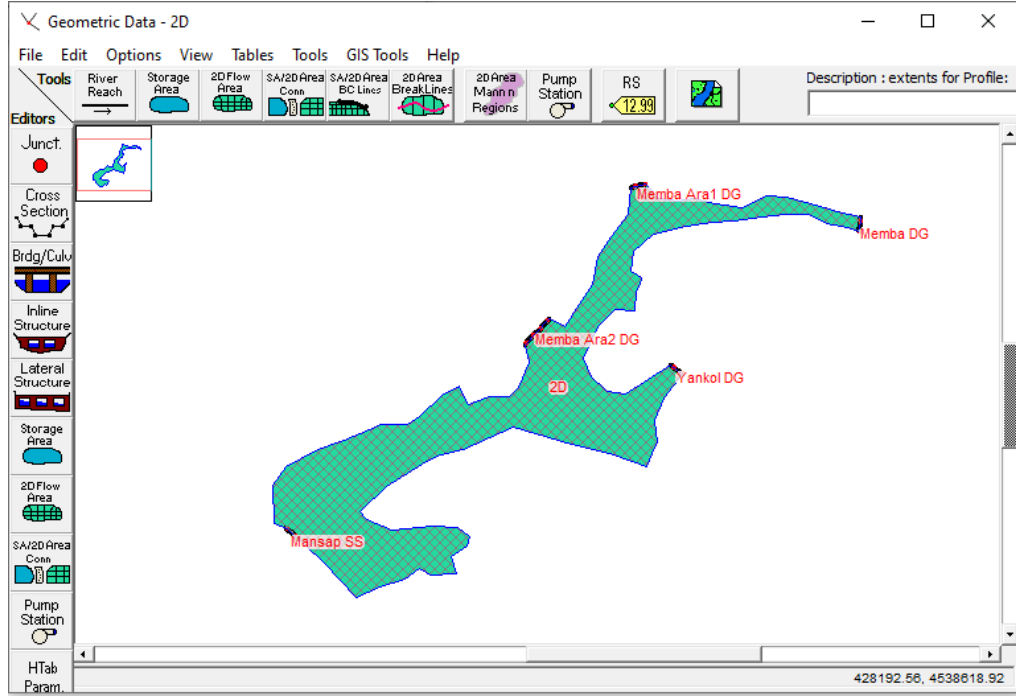 Geometric Data - 2D
File Edit Options View Tables Tools GIS Tools Help
Tools
Editors
River
Reach
Storage
Area
2D Flow
Area
SA/2D Area
Conn
SA/2D Area
BC Lines
2D Area
BreakLines
2D Area
Mann n
Regions
Pump
Station
RS
12.99
Description : extents for Profile:
Junct.
Cross
Section
Brdg/Culv
Inline
Structure
Lateral
Structure
Storage
Area
2D Flow
Area
SA/2D Area
Conn
Pump
Station
HTab
Param.
Memba Ara1 DG
Memba DG
Memba Ara2 DG
Yankol DG
2D
Mansap SS
428192.56, 4538618.92